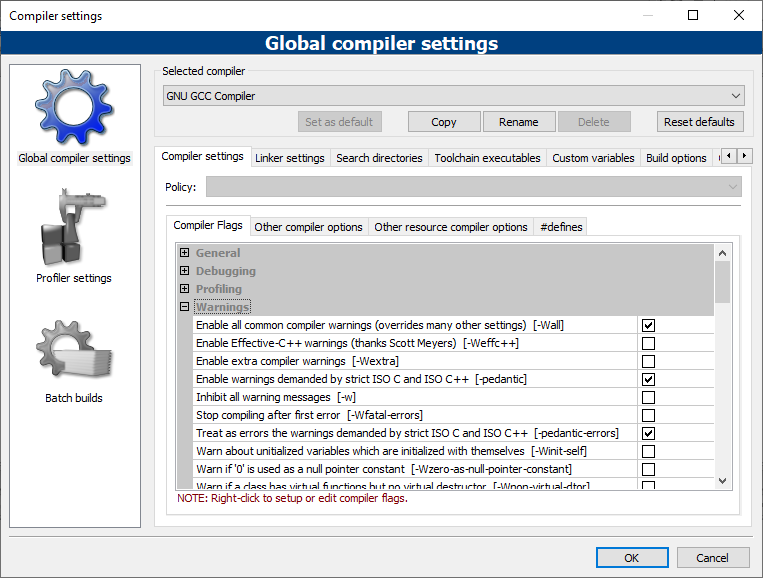 Compiler settings
Global compiler settings
Global compiler settings
Profiler settings
Batch builds
Selected compiler
GNU GCC Compiler
Set as default
Copy
Rename
Delete
Reset defaults
Compiler settings
Linker settings
Search directories
Toolchain executables
Custom variables
Build options
Policy:
Compiler Flags
Other compiler options
Other resource compiler options
#defines
General
Debugging
Profiling
Warnings
Enable all common compiler warnings (overrides many other settings) [-Wall]
Enable Effective-C++ warnings (thanks Scott Meyers) [-Weffc++]
Enable extra compiler warnings [-Wextra]
Enable warnings demanded by strict ISO C and ISO C++ [-pedantic]
Inhibit all warning messages [-w]
Stop compiling after first error [-Wfatal-errors]
Treat as errors the warnings demanded by strict ISO C and ISO C++ [-pedantic-errors]
Warn about unitialized variables which are initialized with themselves [-Winit-self]
Warn if '0' is used as a null pointer constant [-Wzero-as-null-pointer-constant]
Warn if a class has virtual functions but no virtual destructor [-Wnon-virtual-dtor]
NOTE: Right-click to setup or edit compiler flags.
OK
Cancel